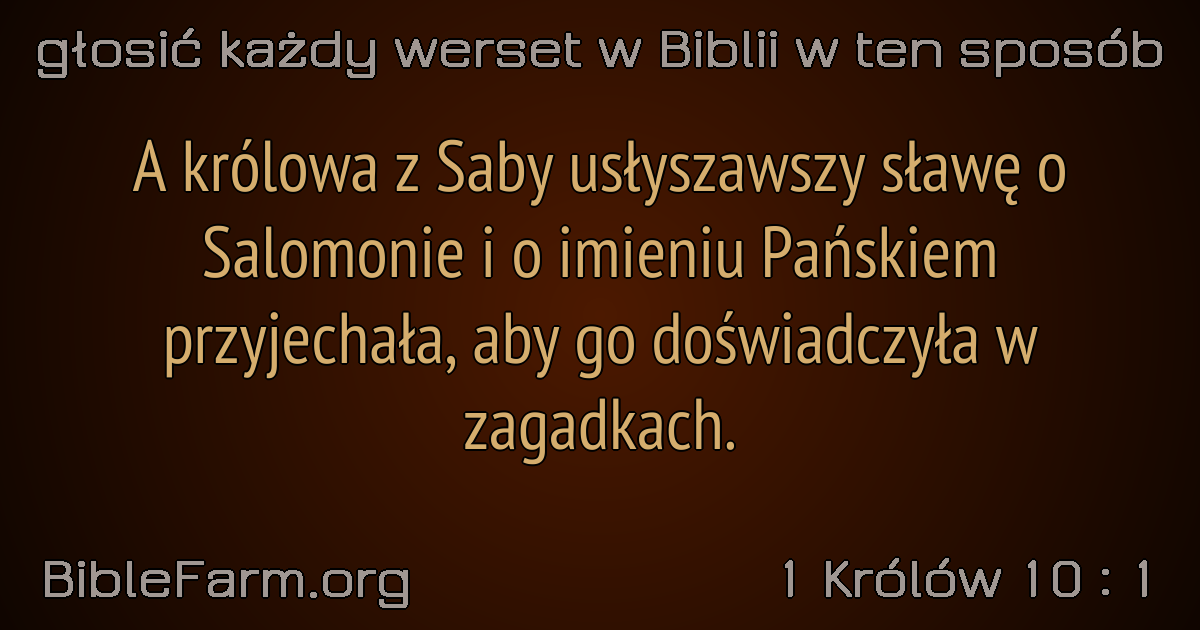 głosić każdy werset w Biblii w ten sposób
A królowa z Saby usłyszawszy sławę o
Salomonie i o imieniu Pańskiem
przyjechała, aby go doświadczyła w
zagadkach.
BibleFarm.org
1 Królów 10 : 1